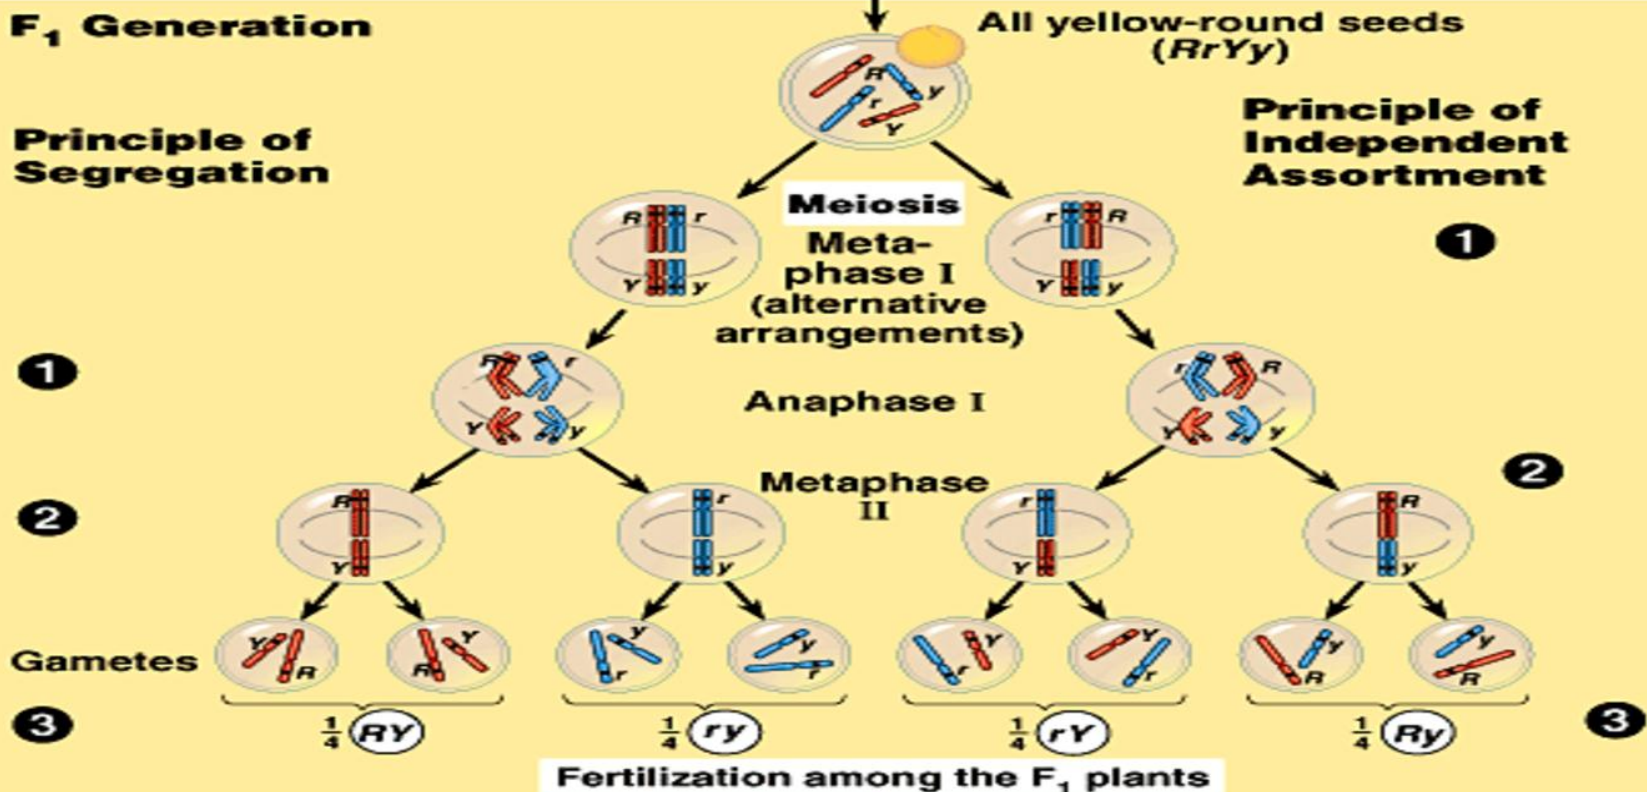 F₁ Generation
All yellow-round seeds
(RrYy)
Principle of
Segregation
Principle of
Independent
Assortment
R
y
r
Y
Meiosis
Meta-
phase I
(alternative
arrangements)
R r
Y y
r R
Y y
1
1
Anaphase I
R r
Y y
r R
Y y
2
2
Metaphase
II
R
Y
r
y
r
Y
R
y
Gametes
Y
R
Y
R
y
r
y
r
Y
r
Y
r
y
R
y
R
3
3
1/4 RY
1/4 ry
1/4 rY
1/4 Ry
Fertilization among the F₁ plants